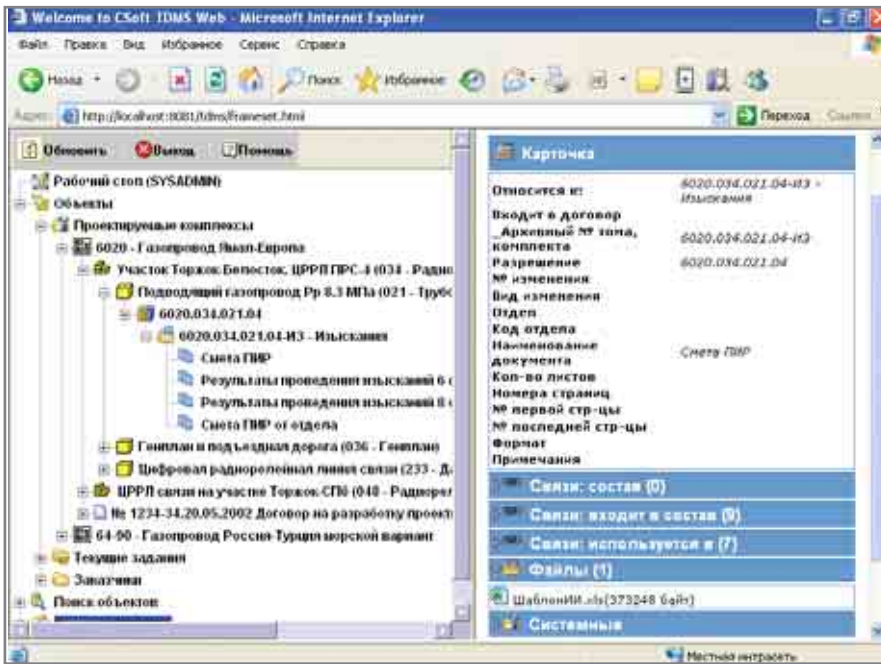 Welcome to CSoft TDMS Web - Microsoft Internet Explorer
Файл Правка Вид Избранное Сервис Справка
Назад Поиск Избранное
Адрес: http://localhost:8081/tdms/frameset.html Переход Ссылки
Обновить Выход Помощь
Рабочий стол (SYSADMIN)
Объекты
Проектируемые комплексы
6020 - Газопровод Ямал-Европа
Участок Торжок-Белосток, ЦРРЛ ПРС-4 (034 - Радио
Подводящий газопровод Рр 8.3 МПа (021 - Трубо
6020.034.021.04
6020.034.021.04-ИЗ - Изыскания
Смета ПИР
Результаты проведения изысканий 6
Результаты проведения изысканий 8
Смета ПИР от отдела
Генплан и подъездная дорога (036 - Генплан)
Цифровая радиорелейная линия связи (233 - Д
ЦРРЛ связи на участке Торжок-СПб (040 - Радиорел
№ 1234-34.20.05.2002 Договор на разработку проект
64-90 - Газопровод Россия-Турция морской вариант
Текущие задания
Заказчики
Поиск объектов
Карточка
Относится к: 6020.034.021.04-ИЗ - Изыскания
Входит в договор
_Архивный № тома, комплекта 6020.034.021.04-ИЗ
Разрешение 6020.034.021.04
№ изменения
Вид изменения
Отдел
Код отдела
Наименование документа Смета ПИР
Кол-во листов
Номера страниц
№ первой стр-цы
№ последней стр-цы
Формат
Примечания
Связи: состав (0)
Связи: входит в состав (9)
Связи: используется в (7)
Файлы (1)
ШаблонИИ.xls(373248 байт)
Системные
Местная интрасеть